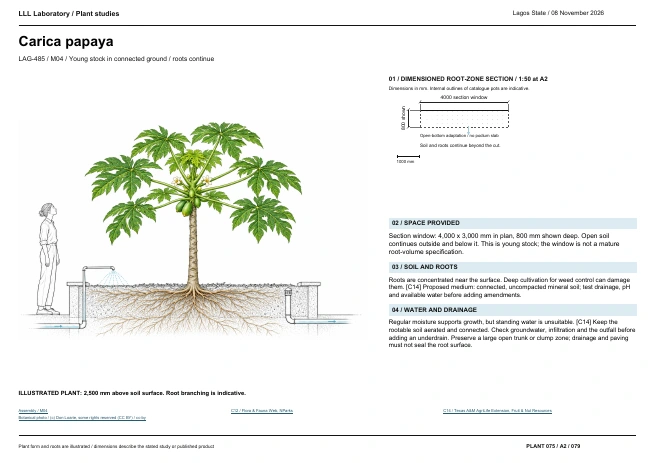 LLL Laboratory / Plant studies
Lagos State / 08 November 2026
Carica papaya
LAG-485 / M04 / Young stock in connected ground / roots continue
01 / DIMENSIONED ROOT-ZONE SECTION / 1:50 at A2
Dimensions in mm. Internal outlines of catalogue pots are indicative.
4000 section window
800 shown
Open-bottom adaptation / no podium slab
Soil and roots continue beyond the cut.
1000 mm
02 / SPACE PROVIDED
Section window: 4,000 x 3,000 mm in plan, 800 mm shown deep. Open soil
continues outside and below it. This is young stock; the window is not a mature
root-volume specification.
03 / SOIL AND ROOTS
Roots are concentrated near the surface. Deep cultivation for weed control can damage
them. [C14] Proposed medium: connected, uncompacted mineral soil; test drainage, pH
and available water before adding amendments.
04 / WATER AND DRAINAGE
Regular moisture supports growth, but standing water is unsuitable. [C14] Keep the
rootable soil aerated and connected. Check groundwater, infiltration and the outfall before
adding an underdrain. Preserve a large open trunk or clump zone; drainage and paving
must not seal the root surface.
ILLUSTRATED PLANT: 2,500 mm above soil surface. Root branching is indicative.
Assembly / M04
C12 / Flora & Fauna Web, NParks
C14 / Texas A&M AgriLife Extension, Fruit & Nut Resources
Plant form and roots are illustrated / dimensions describe the stated study or published product
PLANT 075 / A2 / 079